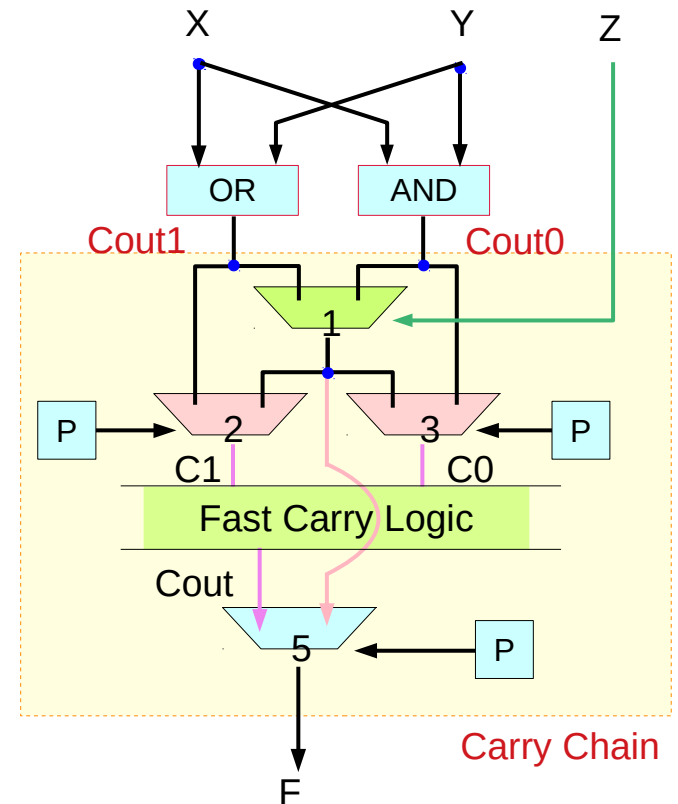 X Y Z
OR AND
Cout1 Cout0
1
P 2 3 P
C1 C0
Fast Carry Logic
Cout
5 P
Carry Chain
F